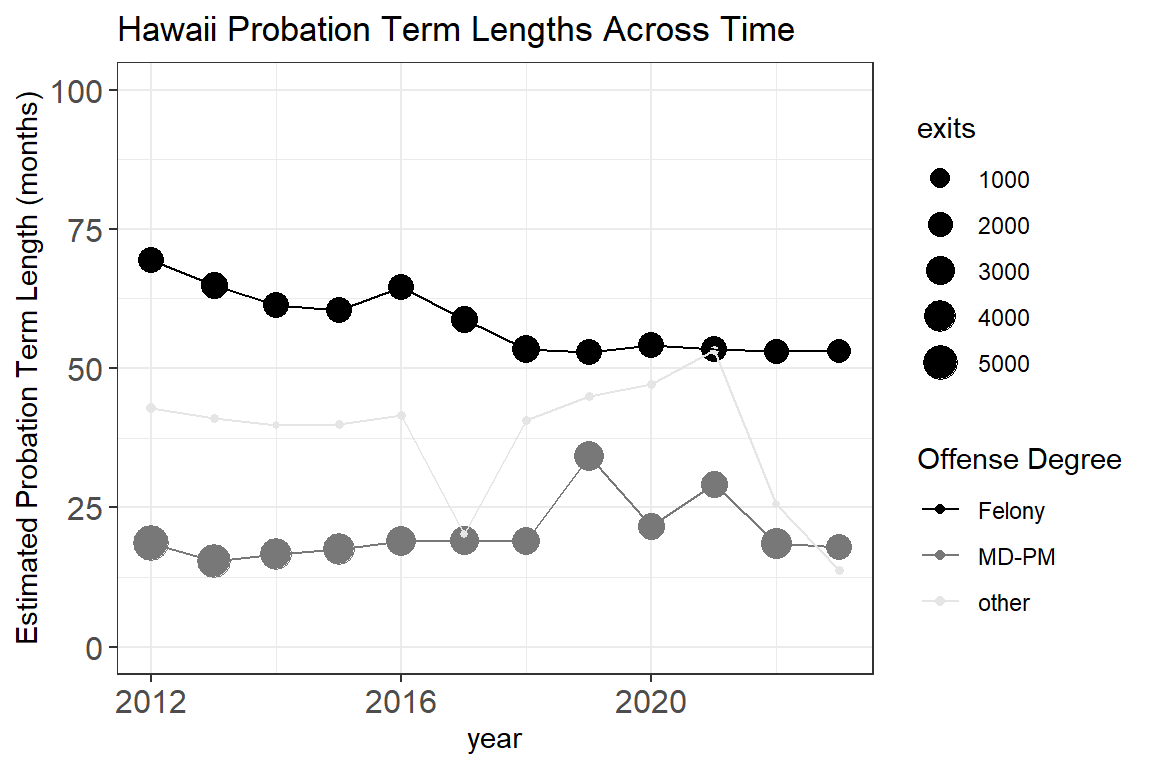 Hawaii Probation Term Lengths Across Time
Estimated Probation Term Length (months)
100
75
50
25
0
2012
2016
2020
year
exits
1000
2000
3000
4000
5000
Offense Degree
Felony
MD-PM
other